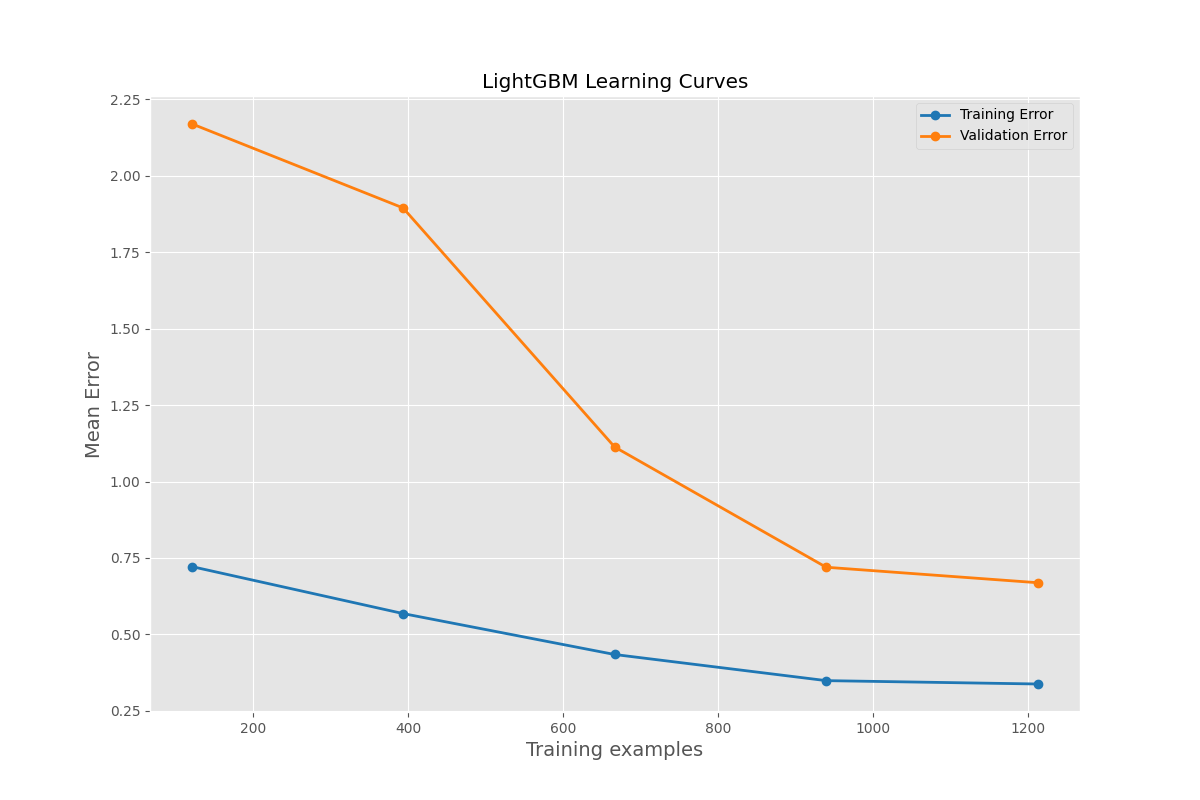 LightGBM Learning Curves
Training Error
Validation Error
2.25
2.00
1.75
1.50
1.25
1.00
0.75
0.50
0.25
Mean Error
200 400 600 800 1000 1200
Training examples